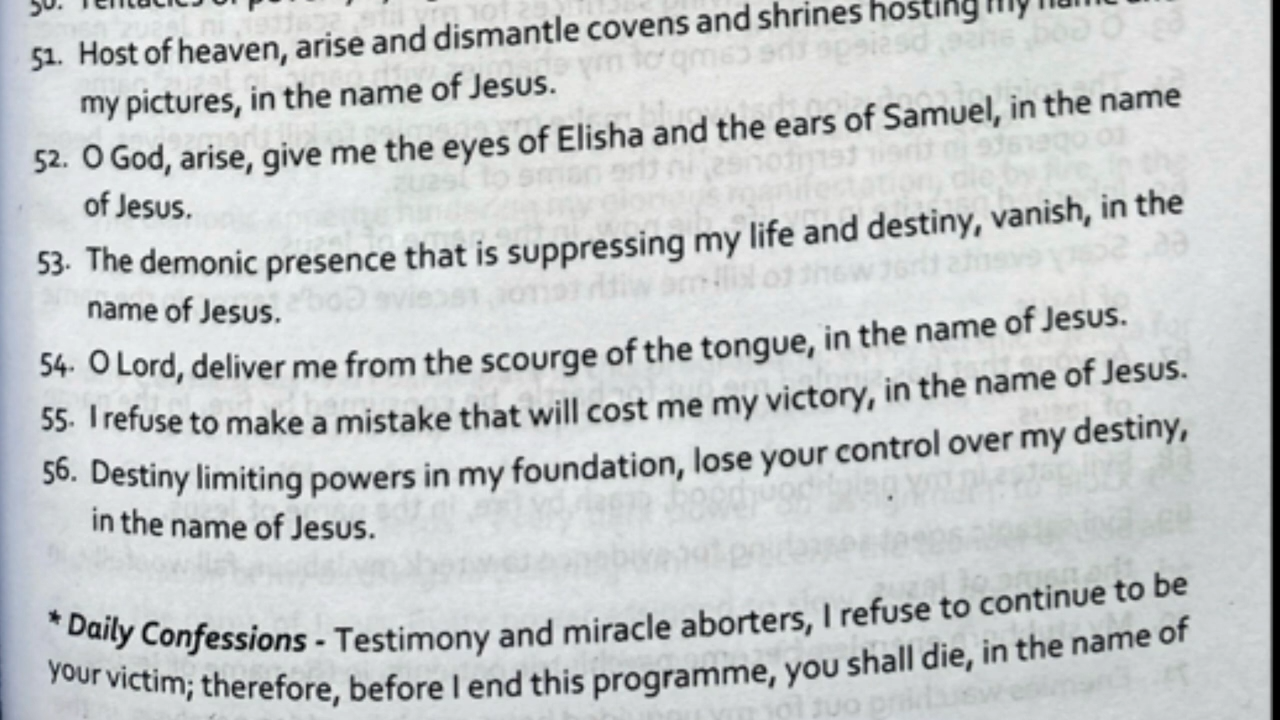 50. Tentacles of
51. Host of heaven, arise and dismantle covens and shrines hosting my name and
my pictures, in the name of Jesus.
52. O God, arise, give me the eyes of Elisha and the ears of Samuel, in the name
of Jesus.
53. The demonic presence that is suppressing my life and destiny, vanish, in the
name of Jesus.
54. O Lord, deliver me from the scourge of the tongue, in the name of Jesus.
55. I refuse to make a mistake that will cost me my victory, in the name of Jesus.
56. Destiny limiting powers in my foundation, lose your control over my destiny,
in the name of Jesus.
* Daily Confessions - Testimony and miracle aborters, I refuse to continue to be
your victim; therefore, before I end this programme, you shall die, in the name of